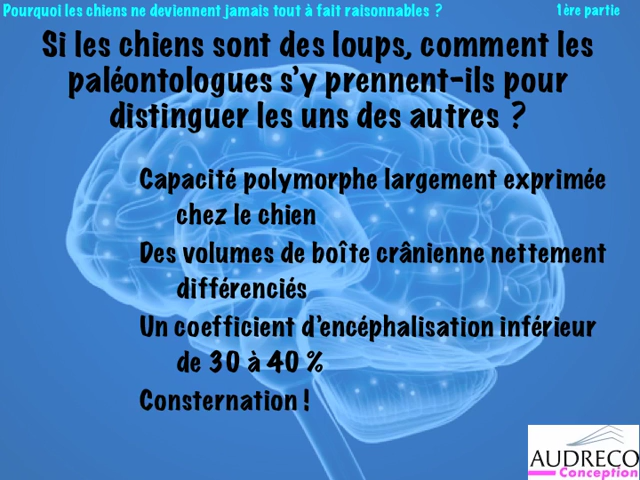 Pourquoi les chiens ne deviennent jamais tout à fait raisonnables ?
1ère partie
Si les chiens sont des loups, comment les
paléontologues s'y prennent-ils pour
distinguer les uns des autres ?
Capacité polymorphe largement exprimée
chez le chien
Des volumes de boîte crânienne nettement
différenciés
Un coefficient d'encéphalisation inférieur
de 30 à 40 %
Consternation !
AUDRECO
Conception